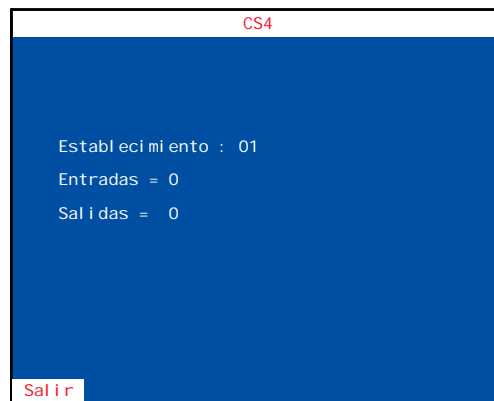 CS4
Establecimiento : 01
Entradas = 0
Salidas = 0
Salir